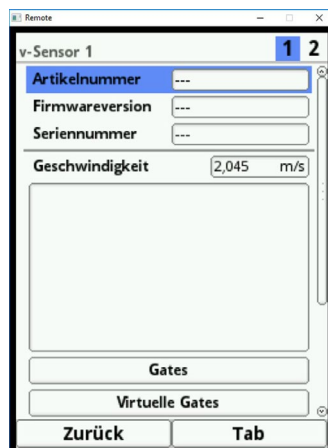 Remote
v-Sensor 1 1 2
Artikelnummer ---
Firmwareversion ---
Seriennummer ---
Geschwindigkeit 2,045 m/s
Gates
Virtuelle Gates
Zurück Tab